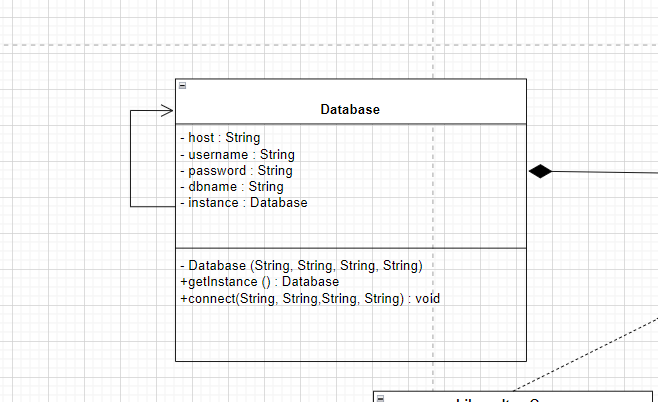 Database
- host : String
- username : String
- password : String
- dbname : String
- instance : Database
- Database (String, String, String, String)
+getInstance () : Database
+connect(String, String,String, String) : void